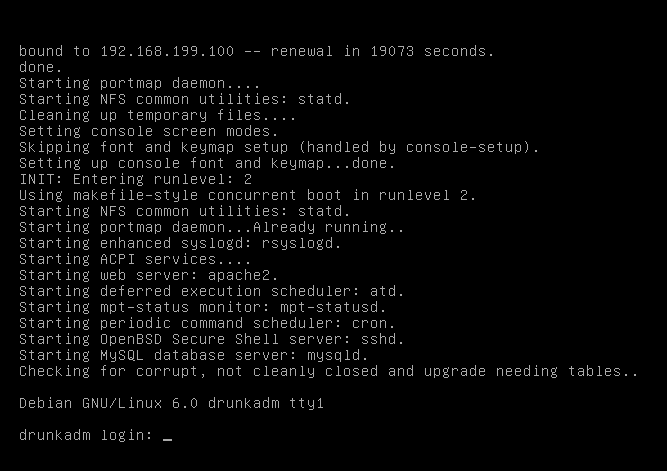 bound to 192.168.199.100 -- renewal in 19073 seconds.
done.
Starting portmap daemon....
Starting NFS common utilities: statd.
Cleaning up temporary files....
Setting console screen modes.
Skipping font and keymap setup (handled by console-setup).
Setting up console font and keymap...done.
INIT: Entering runlevel: 2
Using makefile-style concurrent boot in runlevel 2.
Starting NFS common utilities: statd.
Starting portmap daemon...Already running..
Starting enhanced syslogd: rsyslogd.
Starting ACPI services....
Starting web server: apache2.
Starting deferred execution scheduler: atd.
Starting mpt-status monitor: mpt-statusd.
Starting periodic command scheduler: cron.
Starting OpenBSD Secure Shell server: sshd.
Starting MySQL database server: mysqld.
Checking for corrupt, not cleanly closed and upgrade needing tables..
Debian GNU/Linux 6.0 drunkadm tty1
drunkadm login: _